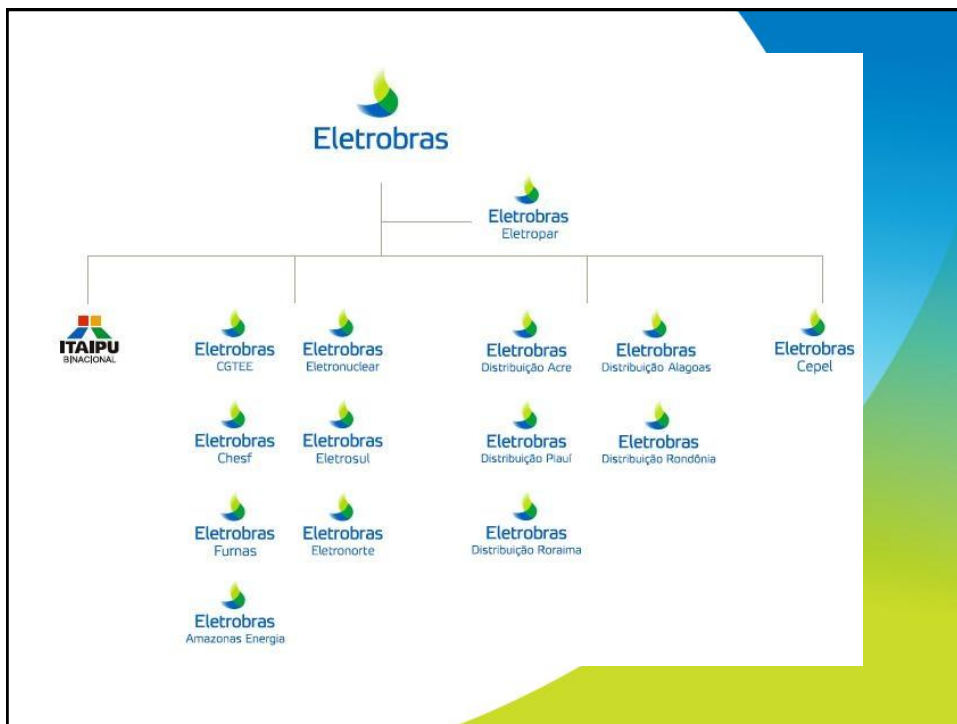 Eletrobras
Eletrobras
Eletropar
ITAIPU
BINACIONAL
Eletrobras
CGTEE
Eletrobras
Eletronuclear
Eletrobras
Distribuição Acre
Eletrobras
Distribuição Alagoas
Eletrobras
Cepel
Eletrobras
Chesf
Eletrobras
Eletrosul
Eletrobras
Distribuição Piauí
Eletrobras
Distribuição Rondônia
Eletrobras
Furnas
Eletrobras
Eletronorte
Eletrobras
Distribuição Roraima
Eletrobras
Amazonas Energia